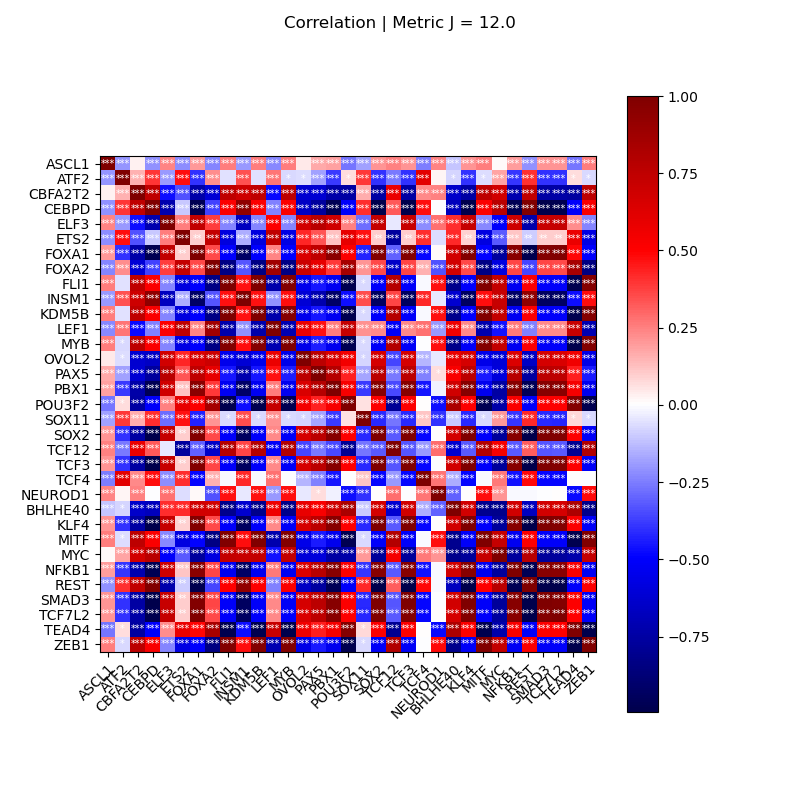 Correlation | Metric J = 12.0
ASCL1
ATF2
CBFA2T2
CEBPD
ELF3
ETS2
FOXA1
FOXA2
FLI1
INSM1
KDM5B
LEF1
MYB
OVOL2
PAX5
PBX1
POU3F2
SOX11
SOX2
TCF12
TCF3
TCF4
NEUROD1
BHLHE40
KLF4
MITF
MYC
NFKB1
REST
SMAD3
TCF7L2
TEAD4
ZEB1
ASCL1
ATF2
CBFA2T2
CEBPD
ELF3
ETS2
FOXA1
FOXA2
FLI1
INSM1
KDM5B
LEF1
MYB
OVOL2
PAX5
PBX1
POU3F2
SOX11
SOX2
TCF12
TCF3
TCF4
NEUROD1
BHLHE40
KLF4
MITF
MYC
NFKB1
REST
SMAD3
TCF7L2
TEAD4
ZEB1
1.00
0.75
0.50
0.25
0.00
−0.25
−0.50
−0.75